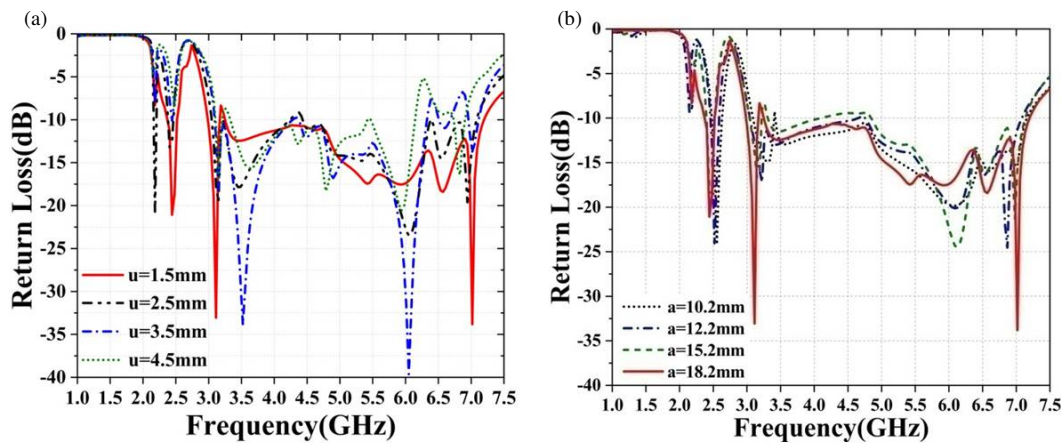 (a)
0
-5
-10
-15
-20
-25
-30
-35
-40
Return Loss(dB)
u=1.5mm
u=2.5mm
u=3.5mm
u=4.5mm
1.0 1.5 2.0 2.5 3.0 3.5 4.0 4.5 5.0 5.5 6.0 6.5 7.0 7.5
Frequency(GHz)
(b)
0
-5
-10
-15
-20
-25
-30
-35
-40
Return Loss(dB)
a=10.2mm
a=12.2mm
a=15.2mm
a=18.2mm
1.0 1.5 2.0 2.5 3.0 3.5 4.0 4.5 5.0 5.5 6.0 6.5 7.0 7.5
Frequency(GHz)